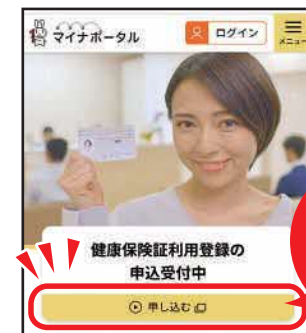 マイナポータル
ログイン
メニュー
健康保険証利用登録の
申込受付中
申し込む